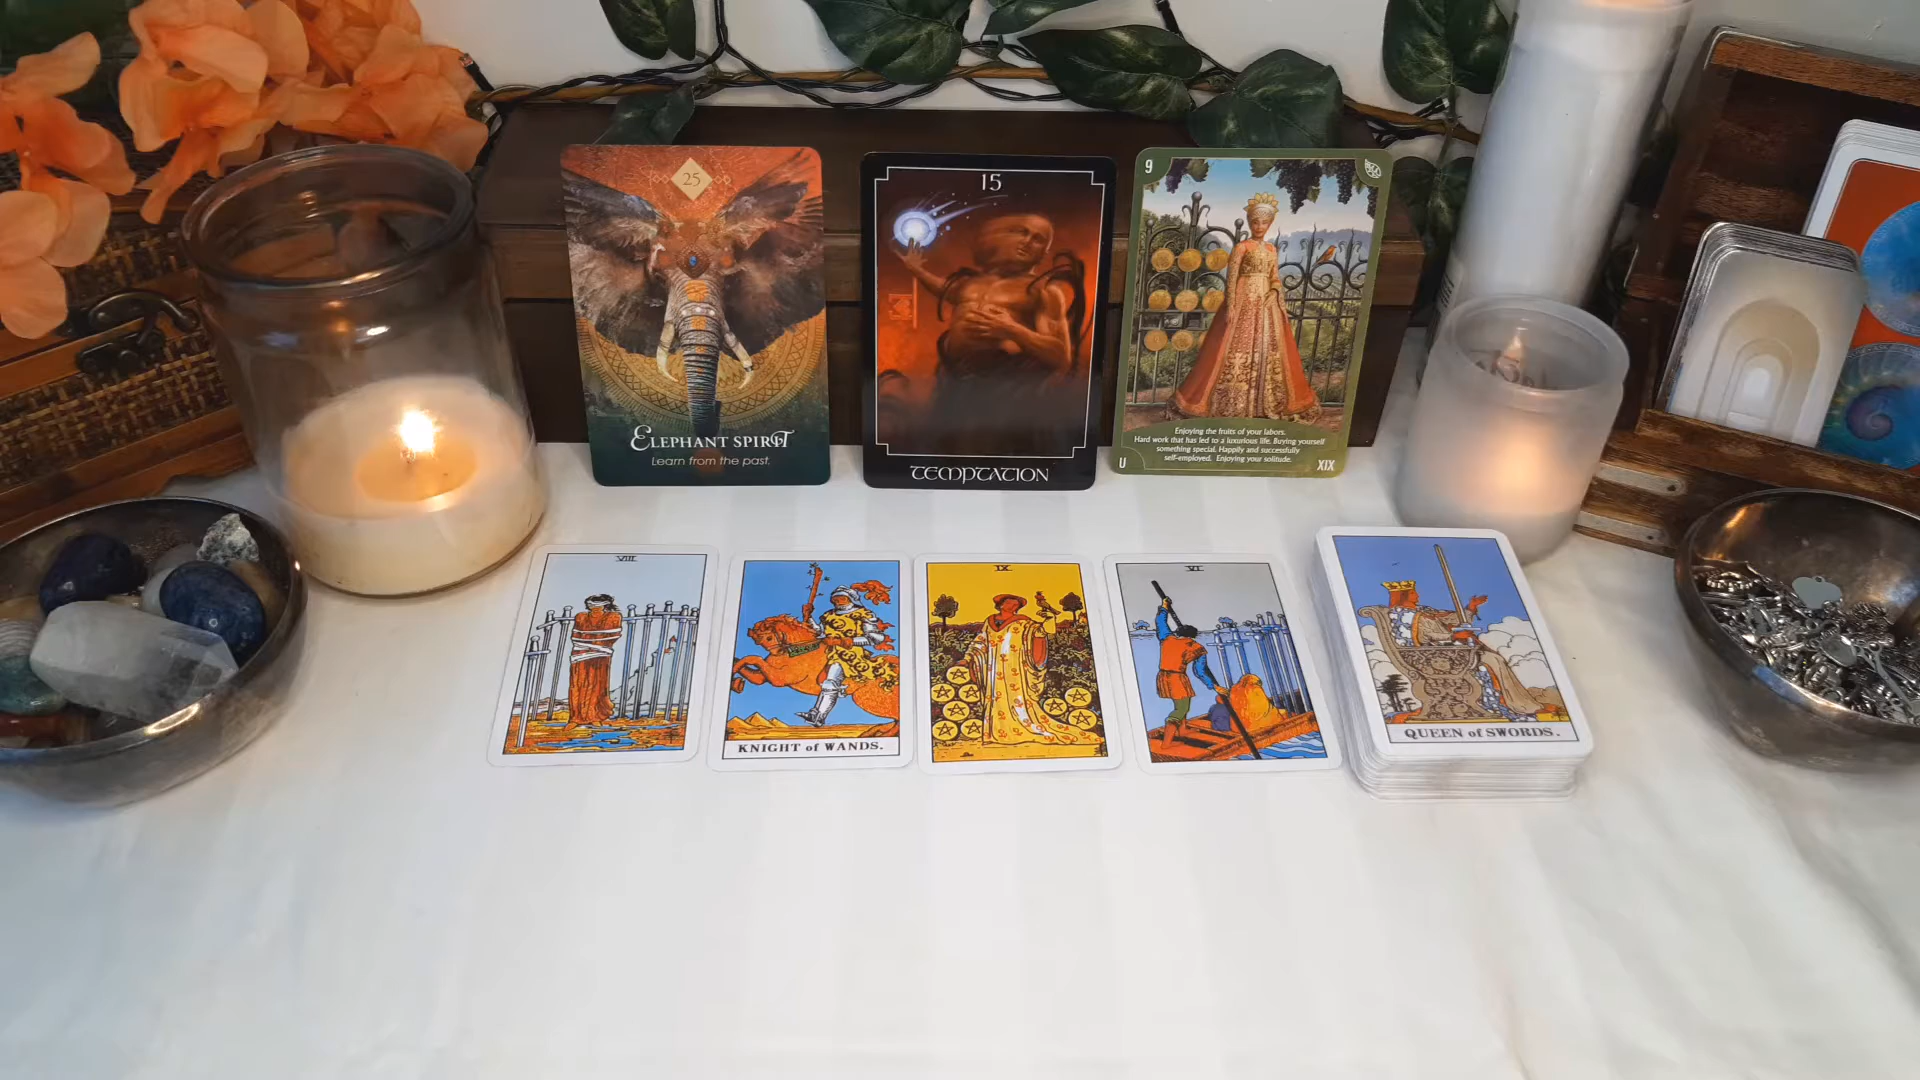 25
ELEPHANT SPIRIT
Learn from the past.
15
TEMPTATION
9
Enjoying the fruits of your labors.
Hard work that has led to a luxurious life. Buying yourself
something special. Happily and successfully
self-employed. Enjoying your solitude.
U
XIX
VIII
KNIGHT of WANDS.
IX
VI
QUEEN of SWORDS.